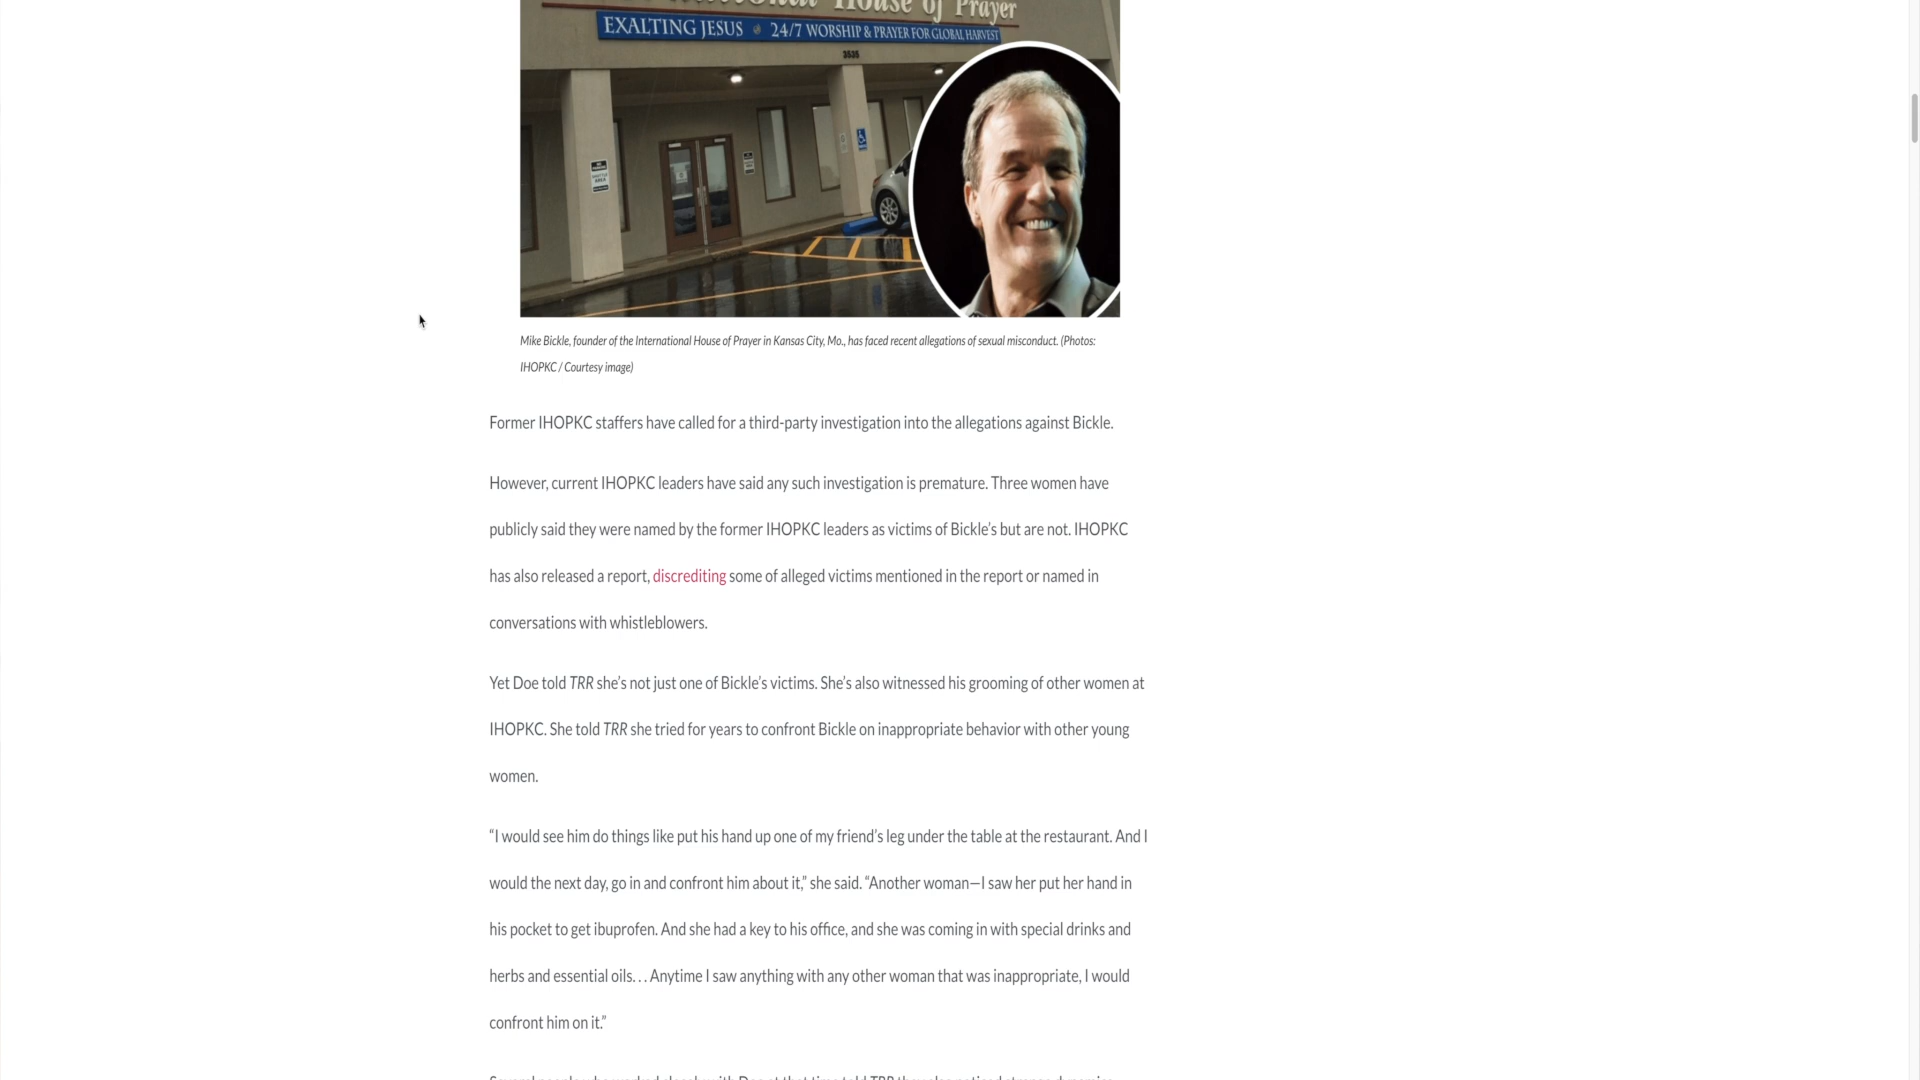 House of Prayer
EXALTING JESUS 24/7 WORSHIP & PRAYER FOR GLOBAL HARVEST
3535
Mike Bickle, founder of the International House of Prayer in Kansas City, Mo., has faced recent allegations of sexual misconduct. (Photos:
IHOPKC / Courtesy image)
Former IHOPKC staffers have called for a third-party investigation into the allegations against Bickle.
However, current IHOPKC leaders have said any such investigation is premature. Three women have
publicly said they were named by the former IHOPKC leaders as victims of Bickle’s but are not. IHOPKC
has also released a report, discrediting some of alleged victims mentioned in the report or named in
conversations with whistleblowers.
Yet Doe told TRR she’s not just one of Bickle’s victims. She’s also witnessed his grooming of other women at
IHOPKC. She told TRR she tried for years to confront Bickle on inappropriate behavior with other young
women.
“I would see him do things like put his hand up one of my friend’s leg under the table at the restaurant. And I
would the next day, go in and confront him about it,” she said. “Another woman—I saw her put her hand in
his pocket to get ibuprofen. And she had a key to his office, and she was coming in with special drinks and
herbs and essential oils. . . Anytime I saw anything with any other woman that was inappropriate, I would
confront him on it.”